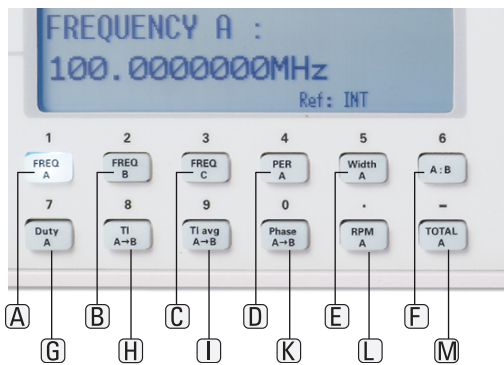 FREQUENCY A :
100.0000000MHz
Ref: INT
1 2 3 4 5 6
FREQ A FREQ B FREQ C PER A Width A A : B
7 8 9 0 . –
Duty A TI A→B TI avg A→B Phase A→B RPM A TOTAL A
A B C D E F
G H I K L M